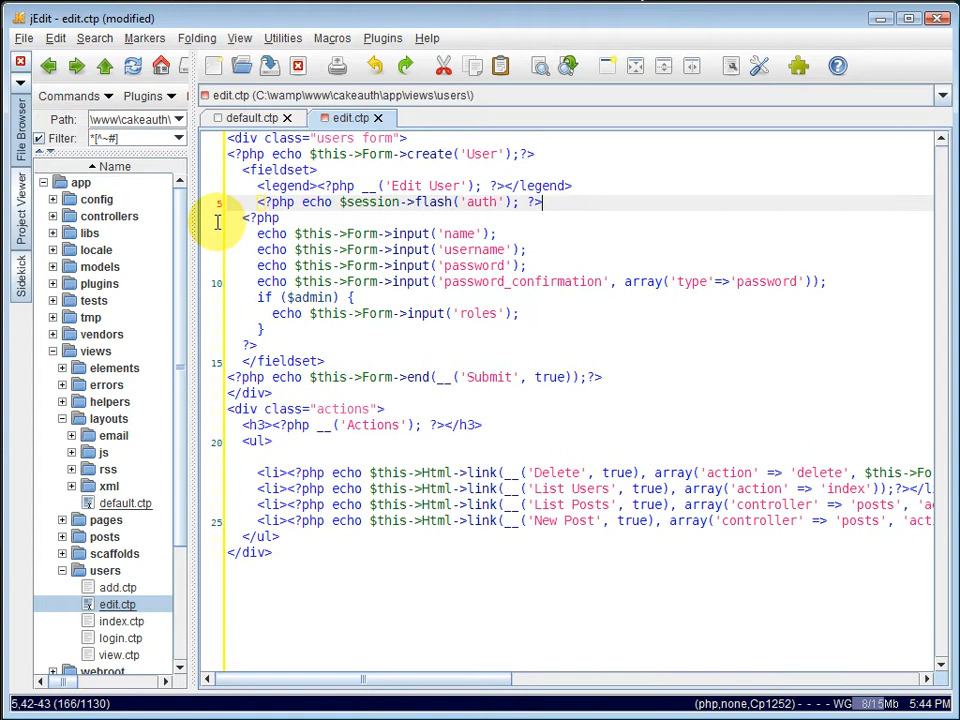 jEdit - edit.ctp (modified)
File Edit Search Markers Folding View Utilities Macros Plugins Help
Commands Plugins
edit.ctp (C:\wamp\www\cakeauth\app\views\users\)
Path: \www\cakeauth\
default.ctp edit.ctp
Filter: *[^~#]
File Browser
Project Viewer
Sidekick
Name
app
config
controllers
libs
locale
models
plugins
tests
tmp
vendors
views
elements
errors
helpers
layouts
email
js
rss
xml
default.ctp
pages
posts
scaffolds
users
add.ctp
edit.ctp
index.ctp
login.ctp
view.ctp
webroot
<div class="users form">
<?php echo $this->Form->create('User');?>
<fieldset>
<legend><?php __('Edit User'); ?></legend>
5 <?php echo $session->flash('auth'); ?>
<?php
echo $this->Form->input('name');
echo $this->Form->input('username');
echo $this->Form->input('password');
10 echo $this->Form->input('password_confirmation', array('type'=>'password'));
if ($admin) {
echo $this->Form->input('roles');
}
?>
15 </fieldset>
<?php echo $this->Form->end(__('Submit', true));?>
</div>
<div class="actions">
<h3><?php __('Actions'); ?></h3>
20 <ul>
<li><?php echo $this->Html->link(__('Delete', true), array('action' => 'delete', $this->Fo
<li><?php echo $this->Html->link(__('List Users', true), array('action' => 'index'));?></li
<li><?php echo $this->Html->link(__('List Posts', true), array('controller' => 'posts', 'a
25 <li><?php echo $this->Html->link(__('New Post', true), array('controller' => 'posts', 'act
</ul>
</div>
5,42-43 (166/1130) (php,none,Cp1252) - - - - WG 8/15Mb 5:44 PM